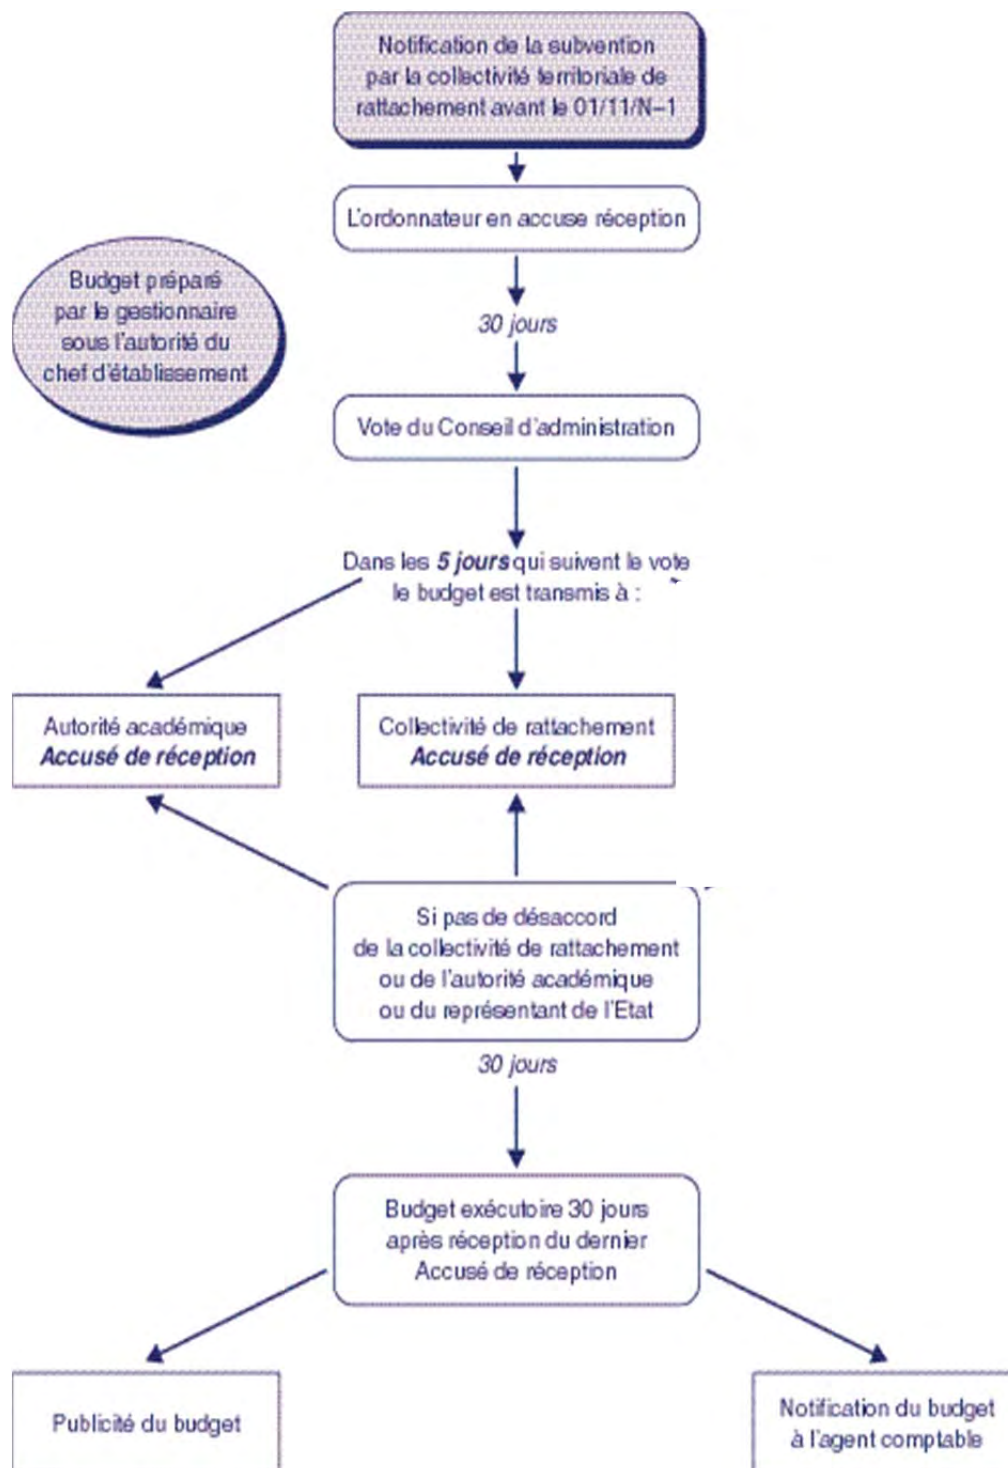 Notification de la subvention
par la collectivité territoriale de
rattachement avant le 01/11/N–1
L'ordonnateur en accuse réception
Budget préparé
par le gestionnaire
sous l'autorité du
chef d'établissement
30 jours
Vote du Conseil d'administration
Dans les 5 jours qui suivent le vote
le budget est transmis à :
Autorité académique
Accusé de réception
Collectivité de rattachement
Accusé de réception
Si pas de désaccord
de la collectivité de rattachement
ou de l'autorité académique
ou du représentant de l'Etat
30 jours
Budget exécutoire 30 jours
après réception du dernier
Accusé de réception
Publicité du budget
Notification du budget
à l'agent comptable